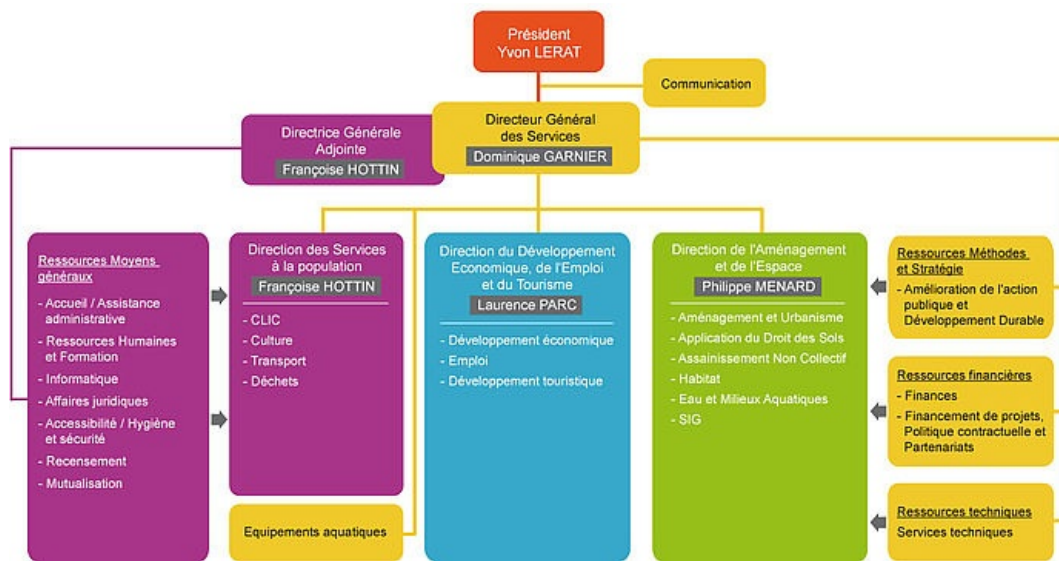 Président
Yvon LERAT
Communication
Directeur Général
des Services
Dominique GARNIER
Directrice Générale
Adjointe
Françoise HOTTIN
Ressources Moyens
généraux
- Accueil / Assistance
administrative
- Ressources Humaines
et Formation
- Informatique
- Affaires juridiques
- Accessibilité / Hygiène
et sécurité
- Recensement
- Mutualisation
Direction des Services
à la population
Françoise HOTTIN
- CLIC
- Culture
- Transport
- Déchets
Equipements aquatiques
Direction du Développement
Economique, de l'Emploi
et du Tourisme
Laurence PARC
- Développement économique
- Emploi
- Développement touristique
Direction de l'Aménagement
et de l'Espace
Philippe MENARD
- Aménagement et Urbanisme
- Application du Droit des Sols
- Assainissement Non Collectif
- Habitat
- Eau et Milieux Aquatiques
- SIG
Ressources Méthodes
et Stratégie
- Amélioration de l'action
publique et
Développement Durable
Ressources financières
- Finances
- Financement de projets,
Politique contractuelle et
Partenariats
Ressources techniques
Services techniques